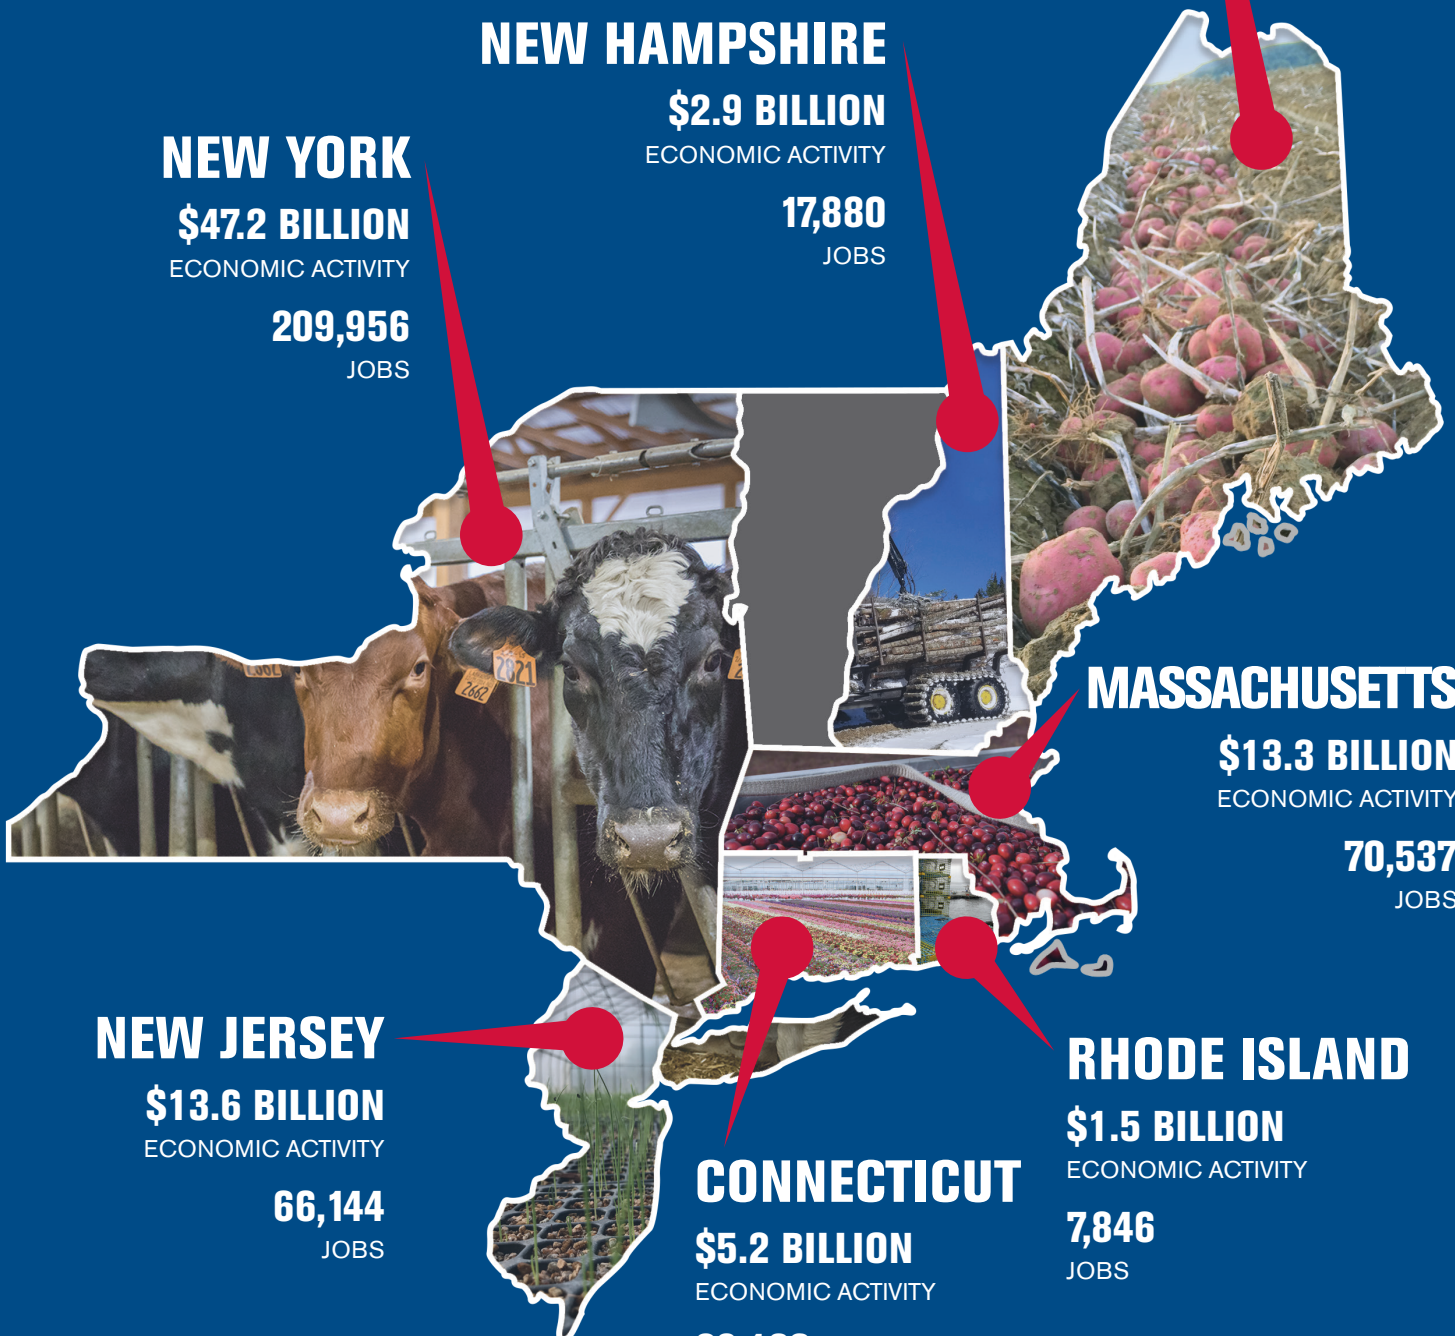 NEW HAMPSHIRE
$2.9 BILLION
ECONOMIC ACTIVITY
17,880
JOBS
NEW YORK
$47.2 BILLION
ECONOMIC ACTIVITY
209,956
JOBS
2821
2662
MASSACHUSETTS
$13.3 BILLION
ECONOMIC ACTIVITY
70,537
JOBS
NEW JERSEY
$13.6 BILLION
ECONOMIC ACTIVITY
66,144
JOBS
RHODE ISLAND
$1.5 BILLION
ECONOMIC ACTIVITY
7,846
JOBS
CONNECTICUT
$5.2 BILLION
ECONOMIC ACTIVITY